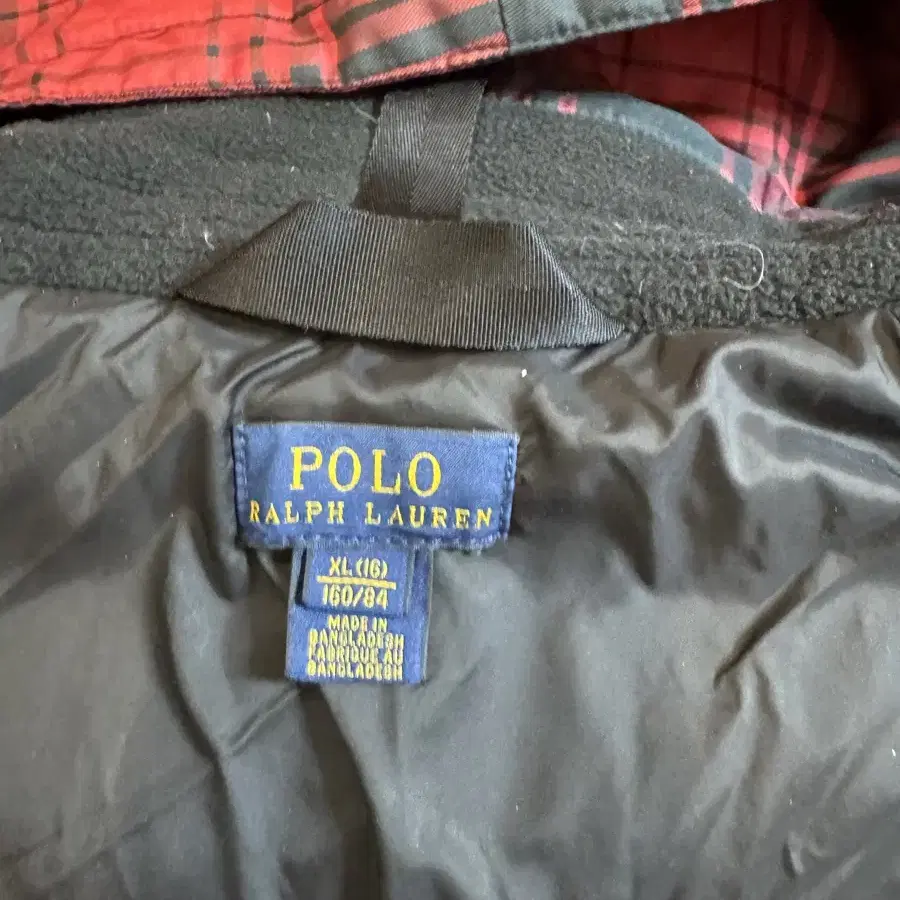 POLO
RALPH LAUREN
XL (16)
160/84
MADE IN
BANGLADESH
FABRIQUE AU
BANGLADESH